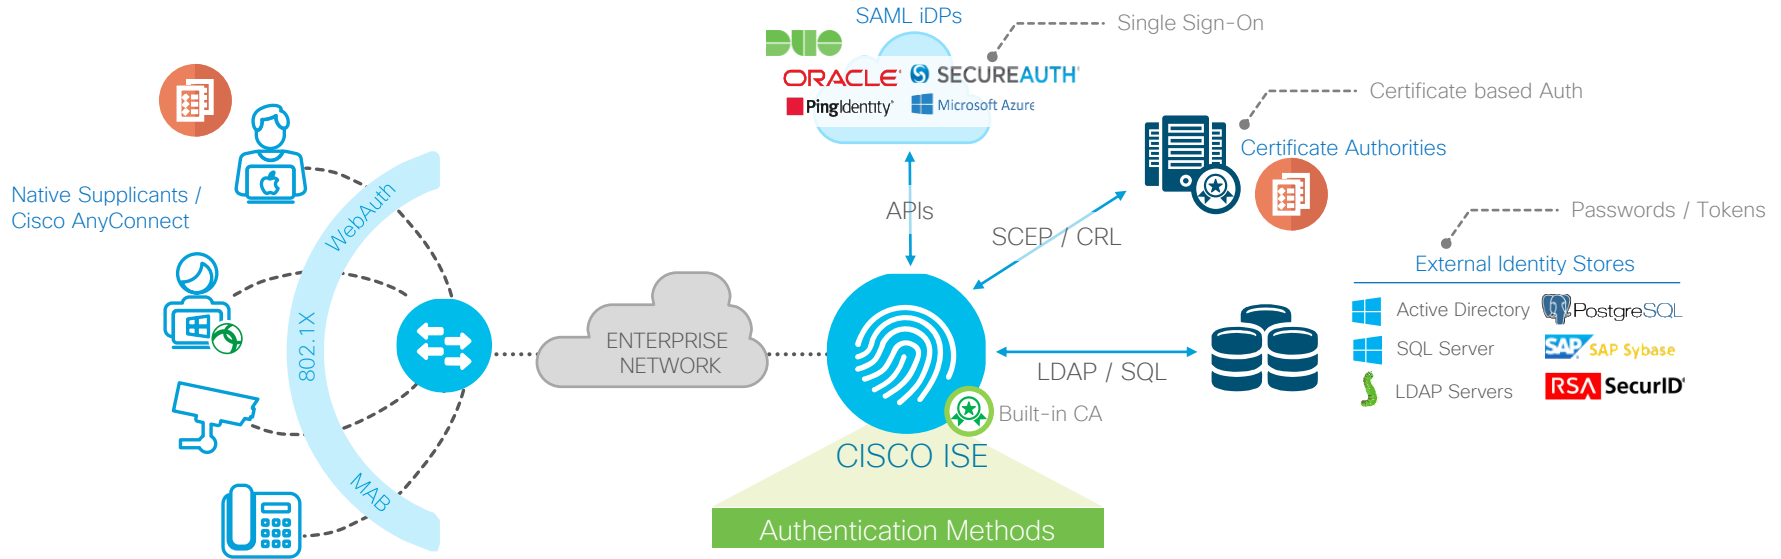 SAML iDPs
Single Sign-On
DUO
ORACLE
SECUREAUTH
PingIdentity
Microsoft Azure
Certificate based Auth
Certificate Authorities
Native Supplicants /
Cisco AnyConnect
WebAuth
802.1X
MAB
APIs
SCEP / CRL
Passwords / Tokens
External Identity Stores
Active Directory
PostgreSQL
SQL Server
SAP SAP Sybase
LDAP Servers
RSA SecurID
ENTERPRISE
NETWORK
LDAP / SQL
Built-in CA
CISCO ISE
Authentication Methods